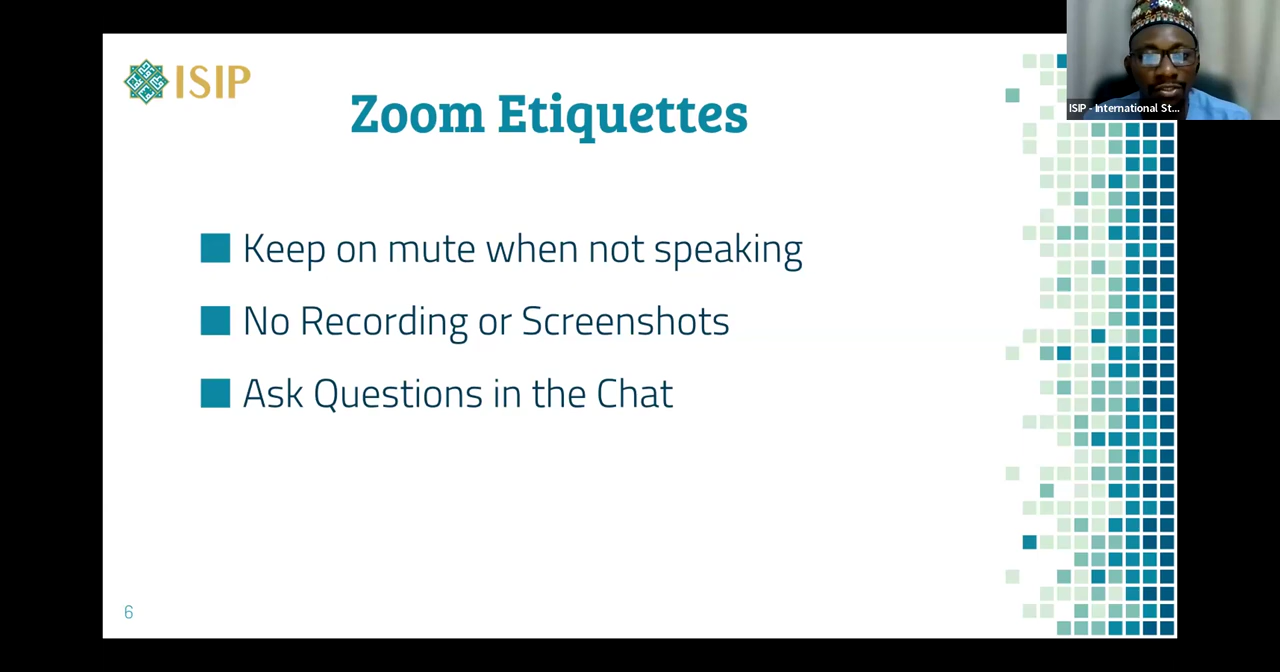 ISIP
Zoom Etiquettes
ISIP - International St...
Keep on mute when not speaking
No Recording or Screenshots
Ask Questions in the Chat
6